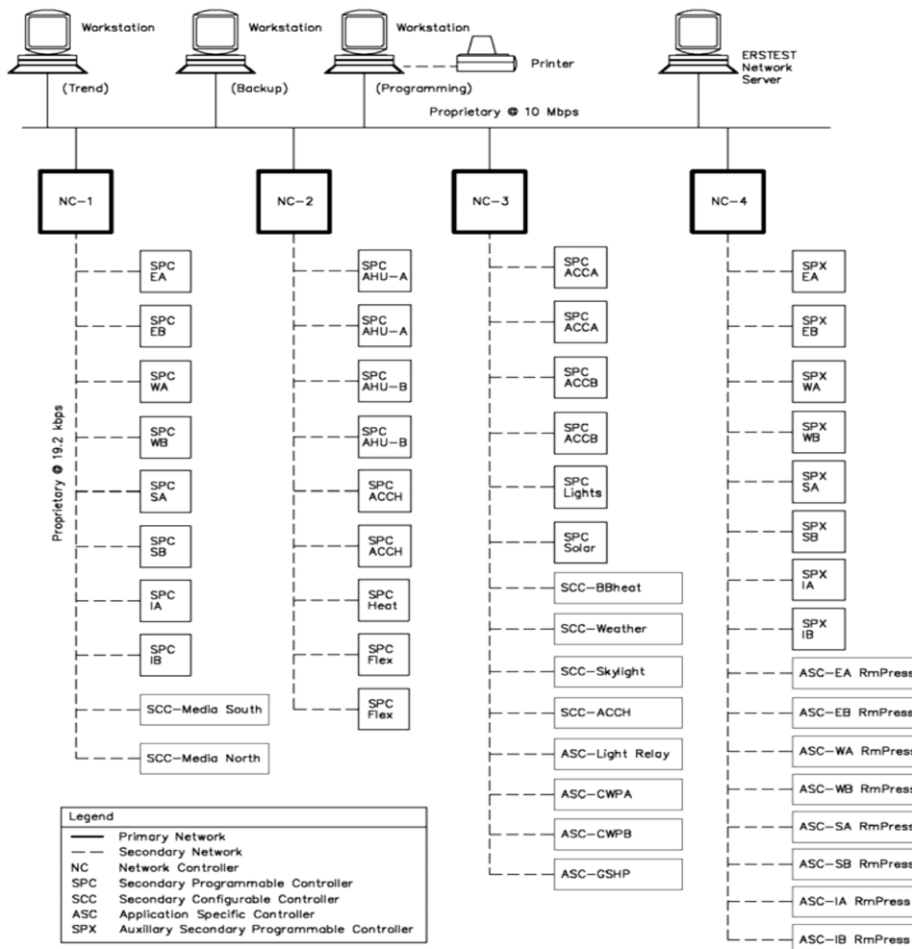 Workstation
(Trend)
Workstation
(Backup)
Workstation
(Programming)
Printer
ERSTEST
Network
Server
Proprietary @ 10 Mbps
NC-1
NC-2
NC-3
NC-4
Proprietary @ 19.2 kbps
SPC
EA
SPC
EB
SPC
WA
SPC
WB
SPC
SA
SPC
SB
SPC
IA
SPC
IB
SCC-Media South
SCC-Media North
SPC
AHU-A
SPC
AHU-A
SPC
AHU-B
SPC
AHU-B
SPC
ACCH
SPC
ACCH
SPC
Heat
SPC
Flex
SPC
Flex
SPC
ACCA
SPC
ACCA
SPC
ACCB
SPC
ACCB
SPC
Lights
SPC
Solar
SCC-BBheat
SCC-Weather
SCC-Skylight
SCC-ACCH
ASC-Light Relay
ASC-CWPA
ASC-CWPB
ASC-GSHP
SPX
EA
SPX
EB
SPX
WA
SPX
WB
SPX
SA
SPX
SB
SPX
IA
SPX
IB
ASC-EA RmPress
ASC-EB RmPress
ASC-WA RmPress
ASC-WB RmPress
ASC-SA RmPress
ASC-SB RmPress
ASC-IA RmPress
ASC-IB RmPress
Legend
Primary Network
Secondary Network
NC Network Controller
SPC Secondary Programmable Controller
SCC Secondary Configurable Controller
ASC Application Specific Controller
SPX Auxillary Secondary Programmable Controller